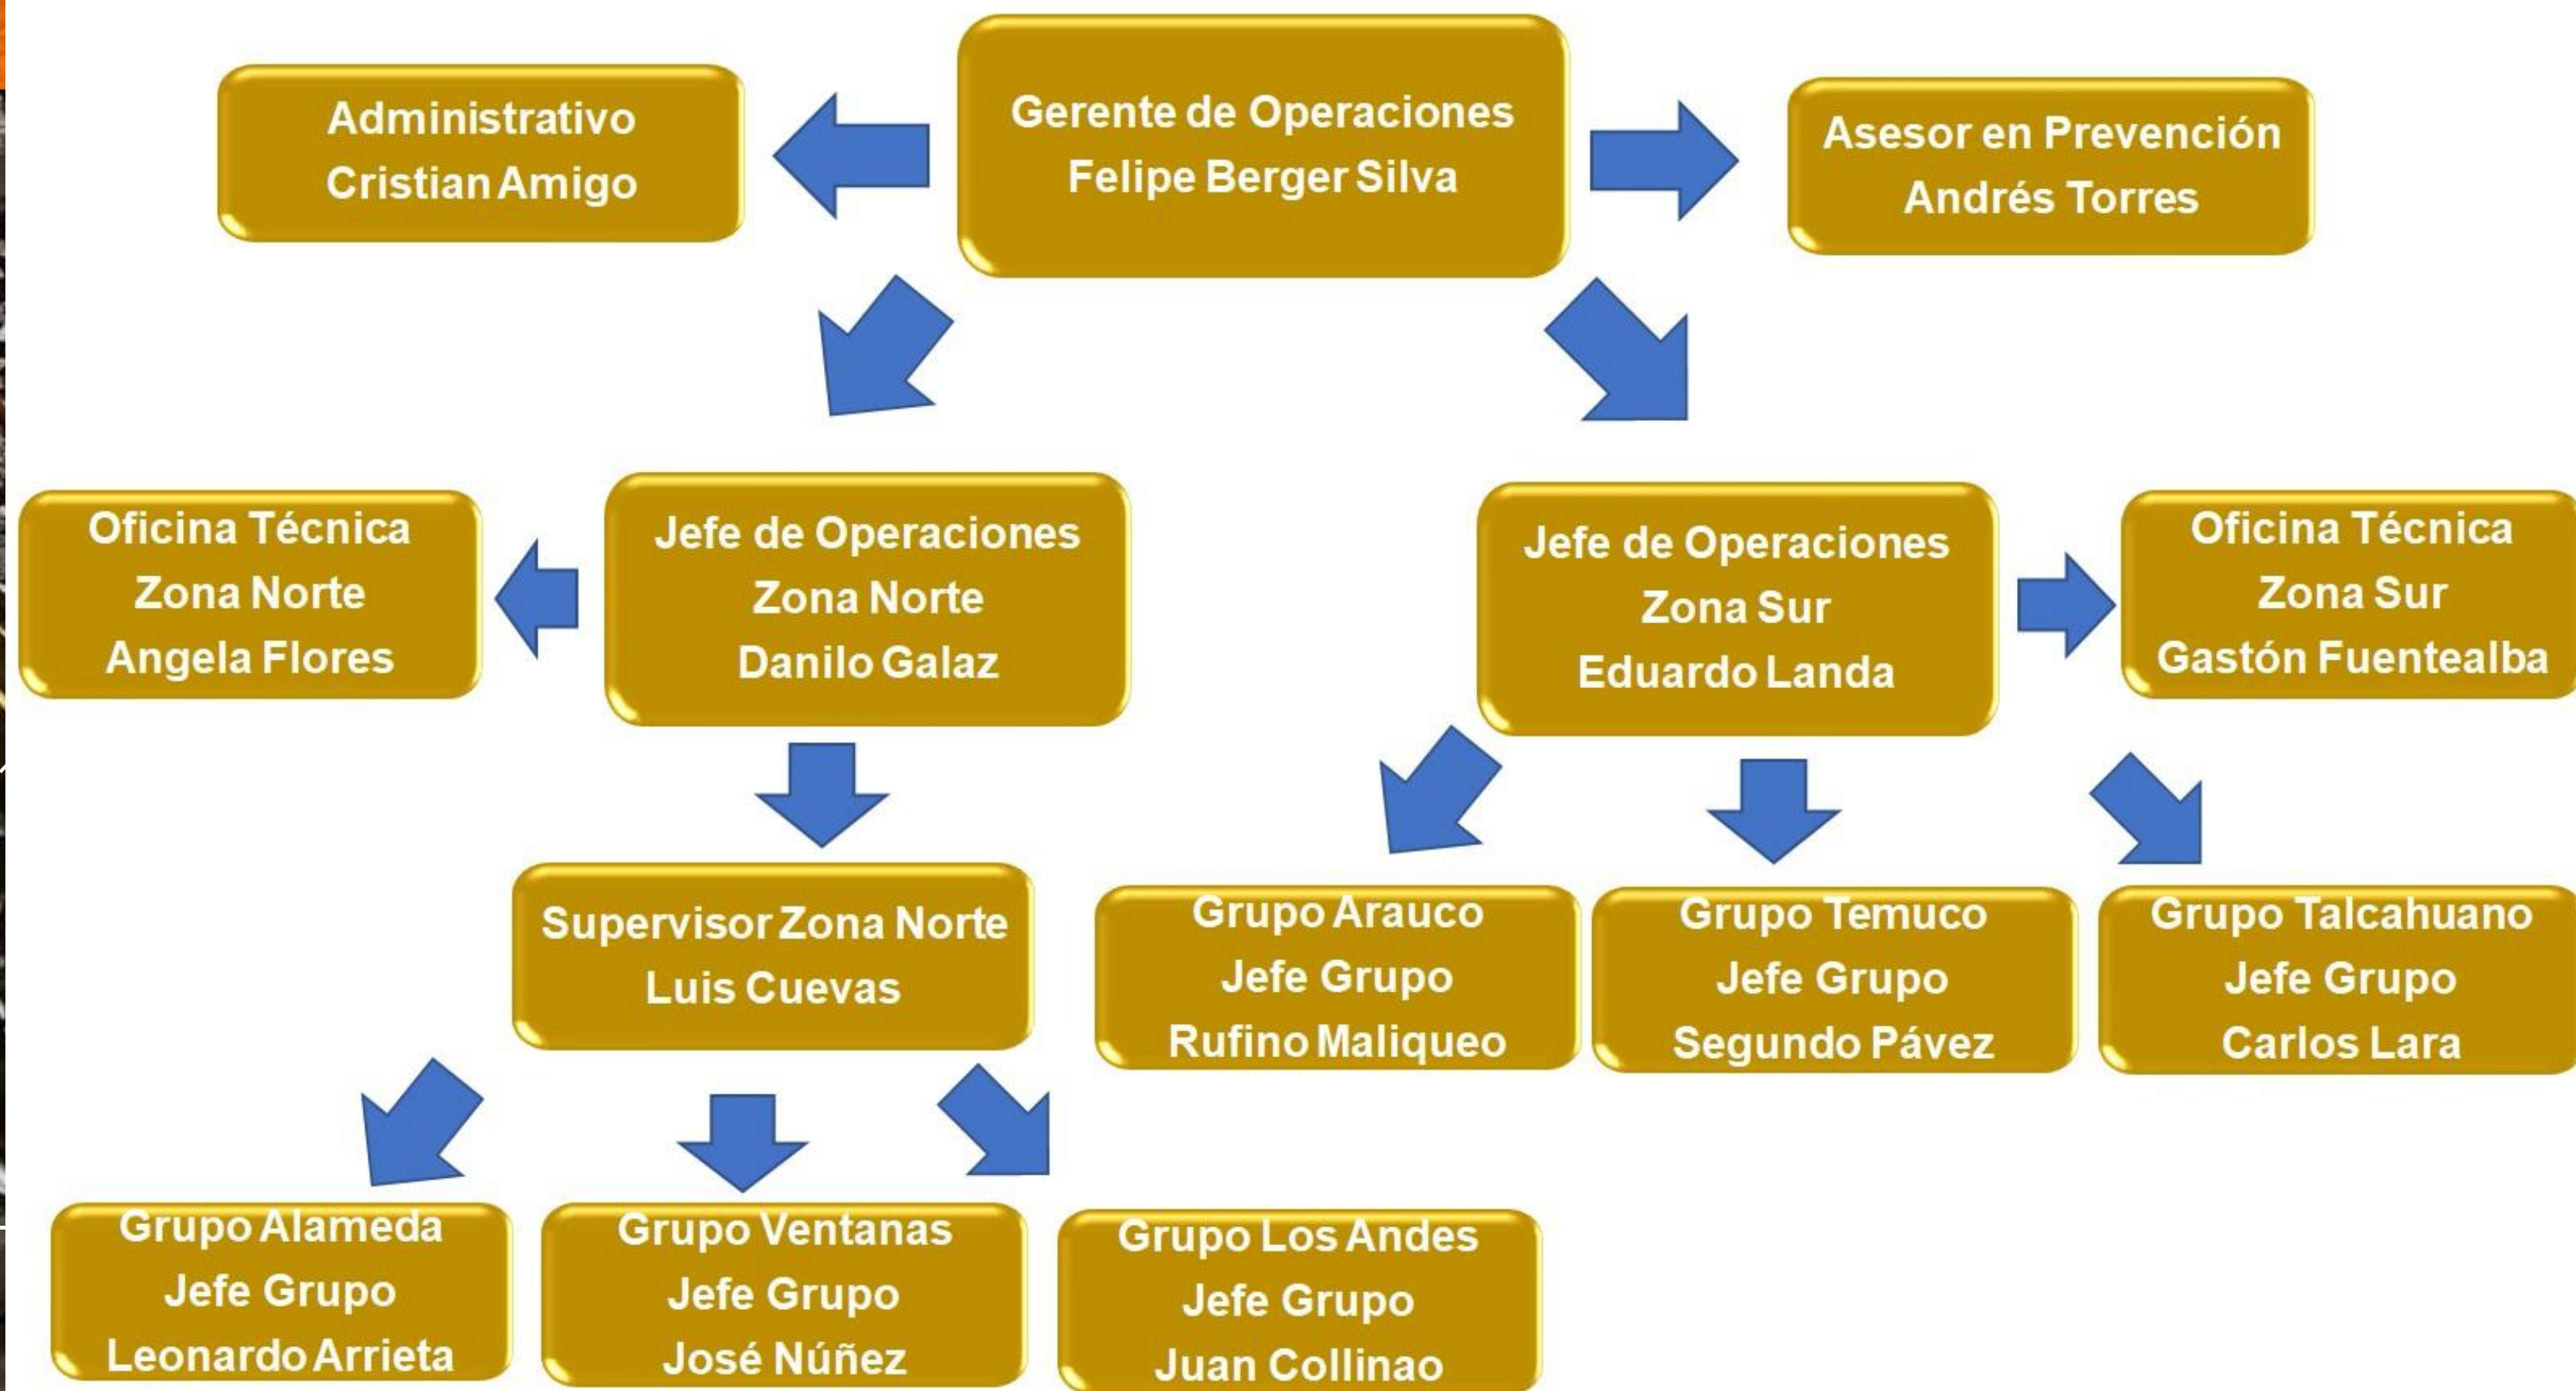 Administrativo
Cristian Amigo
Gerente de Operaciones
Felipe Berger Silva
Asesor en Prevención
Andrés Torres
Oficina Técnica
Zona Norte
Angela Flores
Jefe de Operaciones
Zona Norte
Danilo Galaz
Jefe de Operaciones
Zona Sur
Eduardo Landa
Oficina Técnica
Zona Sur
Gastón Fuentealba
Supervisor Zona Norte
Luis Cuevas
Grupo Arauco
Jefe Grupo
Rufino Maliqueo
Grupo Temuco
Jefe Grupo
Segundo Pávez
Grupo Talcahuano
Jefe Grupo
Carlos Lara
Grupo Alameda
Jefe Grupo
Leonardo Arrieta
Grupo Ventanas
Jefe Grupo
José Núñez
Grupo Los Andes
Jefe Grupo
Juan Collinao